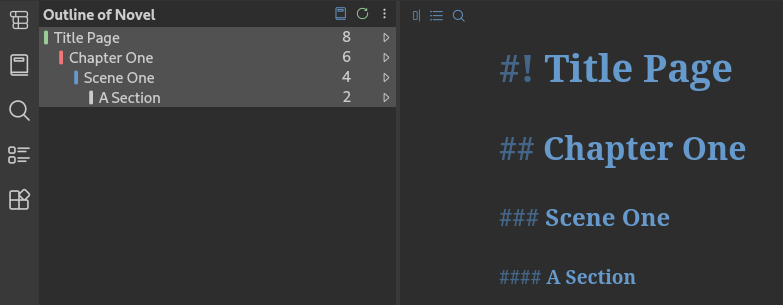 Outline of Novel
Title Page 8
Chapter One 6
Scene One 4
A Section 2
#! Title Page
## Chapter One
### Scene One
#### A Section